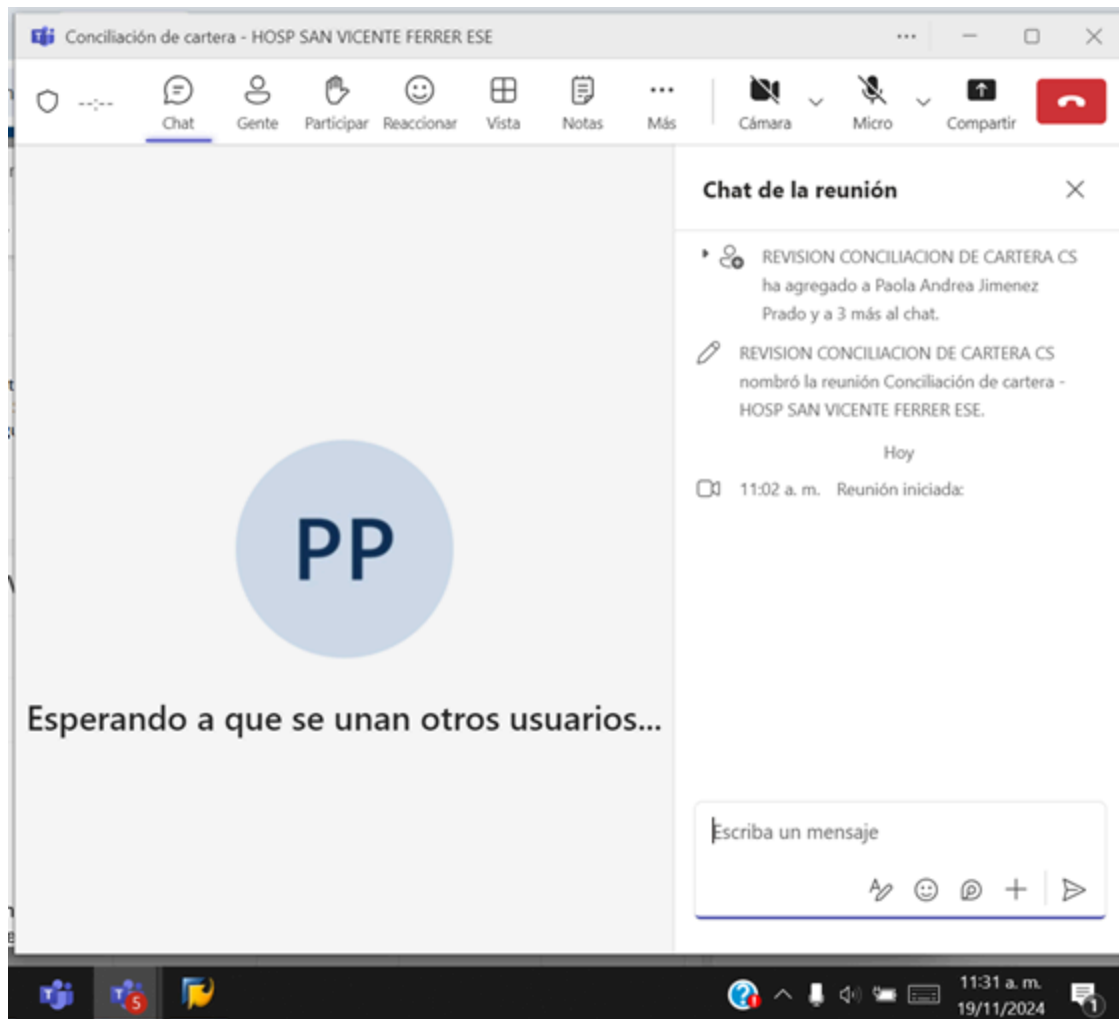 Conciliación de cartera - HOSP SAN VICENTE FERRER ESE
--:--
Chat
Gente
Participar
Reaccionar
Vista
Notas
Más
Cámara
Micro
Compartir
Chat de la reunión
REVISION CONCILIACION DE CARTERA CS
ha agregado a Paola Andrea Jimenez
Prado y a 3 más al chat.
REVISION CONCILIACION DE CARTERA CS
nombró la reunión Conciliación de cartera -
HOSP SAN VICENTE FERRER ESE.
Hoy
11:02 a. m. Reunión iniciada:
PP
Esperando a que se unan otros usuarios...
Escriba un mensaje
5
11:31 a. m.
19/11/2024
1